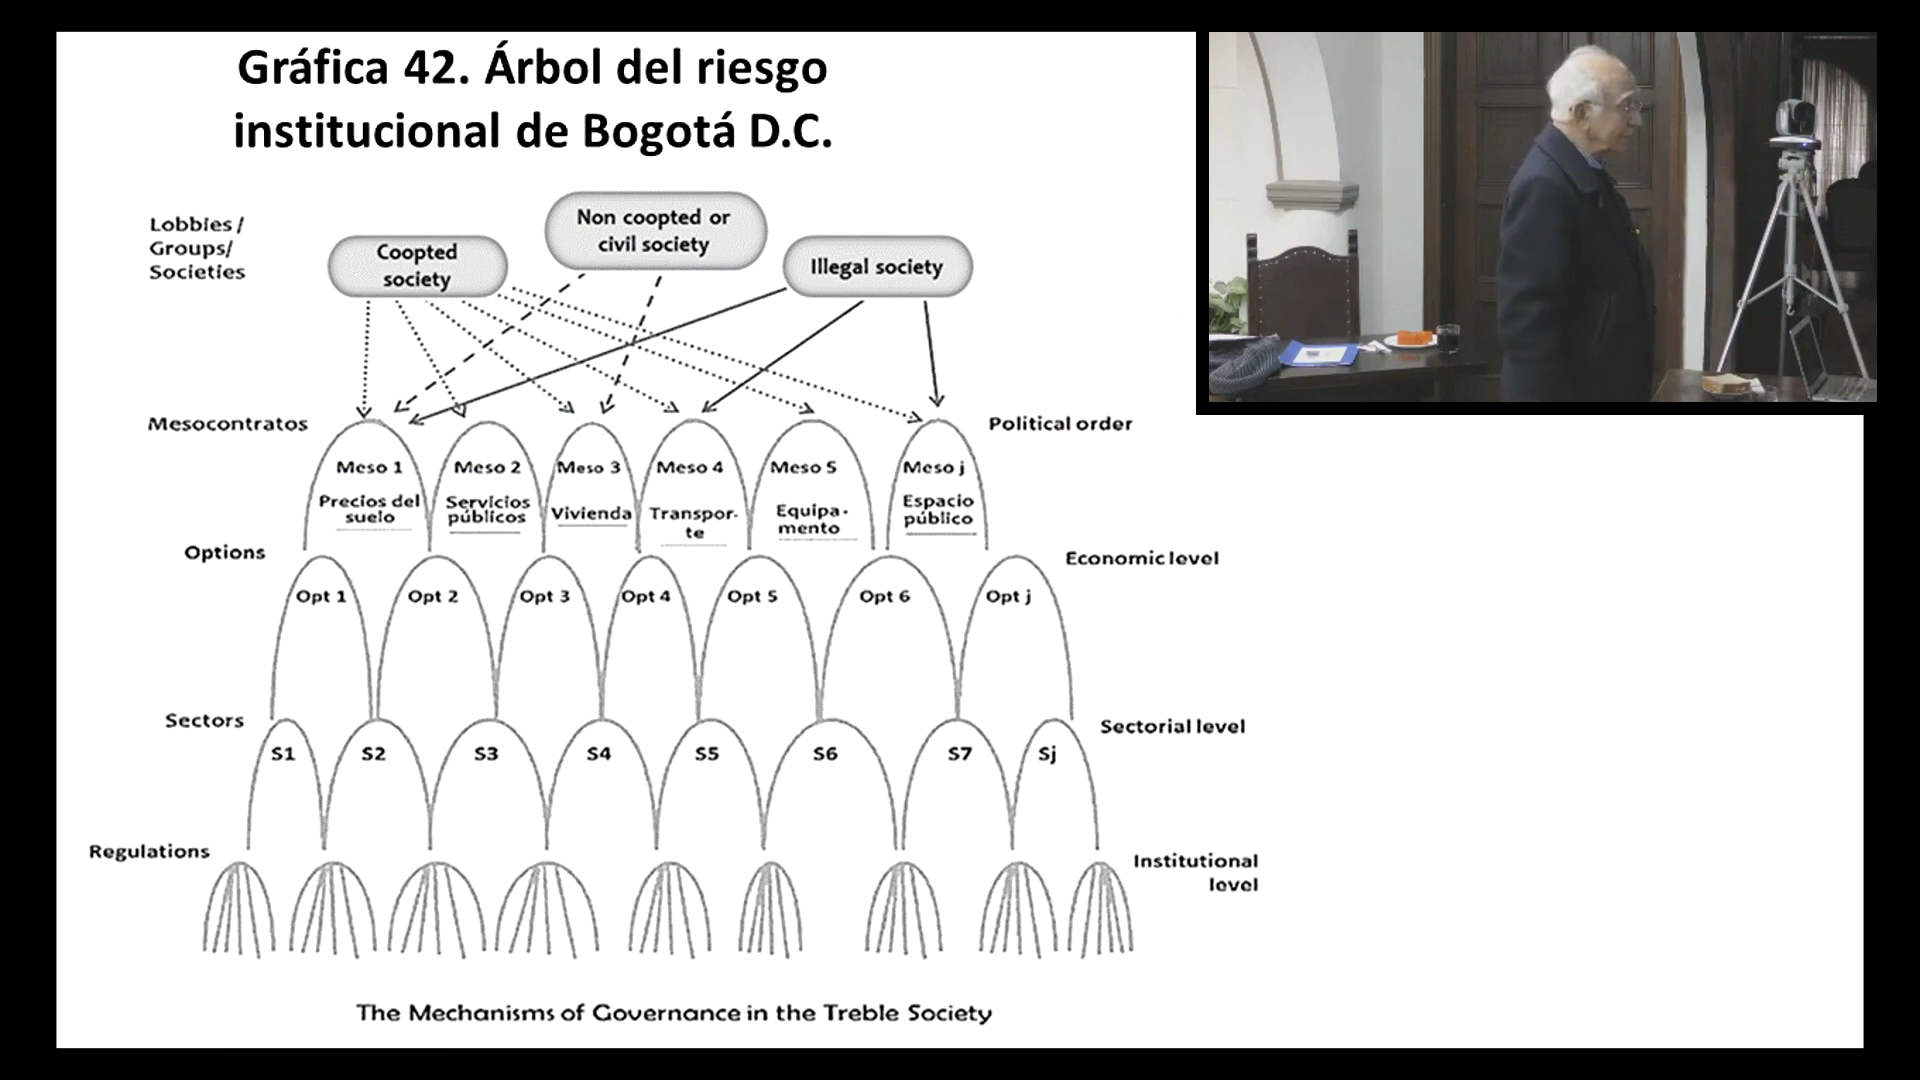 Gráfica 42. Árbol del riesgo
institucional de Bogotá D.C.
Lobbies /
Groups/
Societies
Coopted
society
Non coopted or
civil society
Illegal society
Mesocontratos
Political order
Meso 1
Precios del
suelo
Meso 2
Servicios
públicos
Meso 3
Vivienda
Meso 4
Transpor-
te
Meso 5
Equipa-
mento
Meso j
Espacio
público
Options
Economic level
Opt 1
Opt 2
Opt 3
Opt 4
Opt 5
Opt 6
Opt j
Sectors
Sectorial level
S1
S2
S3
S4
S5
S6
S7
Sj
Regulations
Institutional
level
The Mechanisms of Governance in the Treble Society